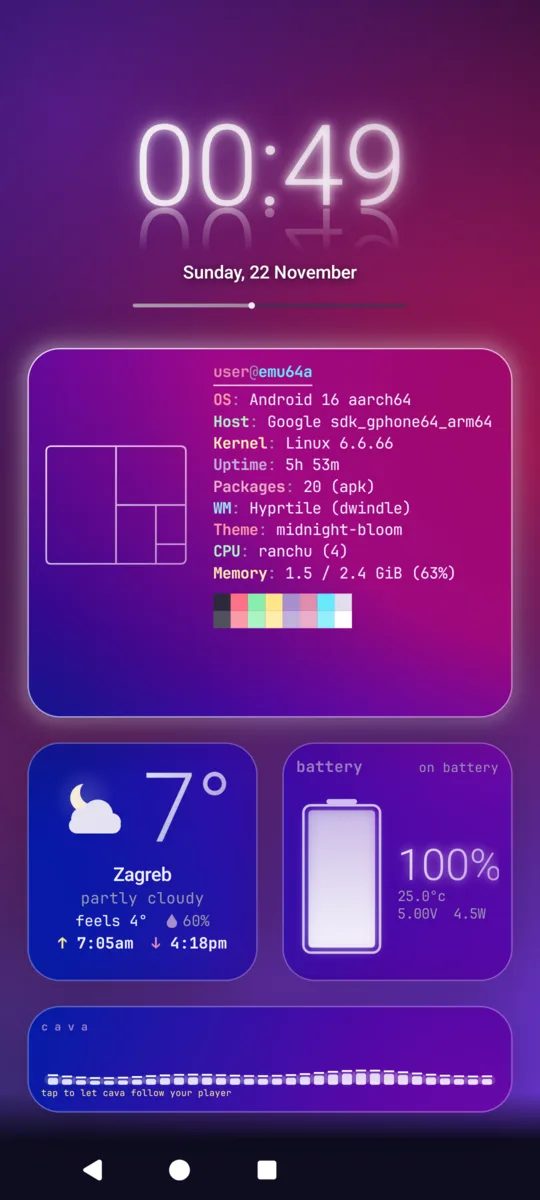 00:49
Sunday, 22 November
user@emu64a
OS: Android 16 aarch64
Host: Google sdk_gphone64_arm64
Kernel: Linux 6.6.66
Uptime: 5h 53m
Packages: 20 (apk)
WM: Hyprtile (dwindle)
Theme: midnight-bloom
CPU: ranchu (4)
Memory: 1.5 / 2.4 GiB (63%)
7°
Zagreb
partly cloudy
feels 4° 60%
↑ 7:05am ↓ 4:18pm
battery on battery
100%
25.0°c
5.00V 4.5W
cava
tap to let cava follow your player